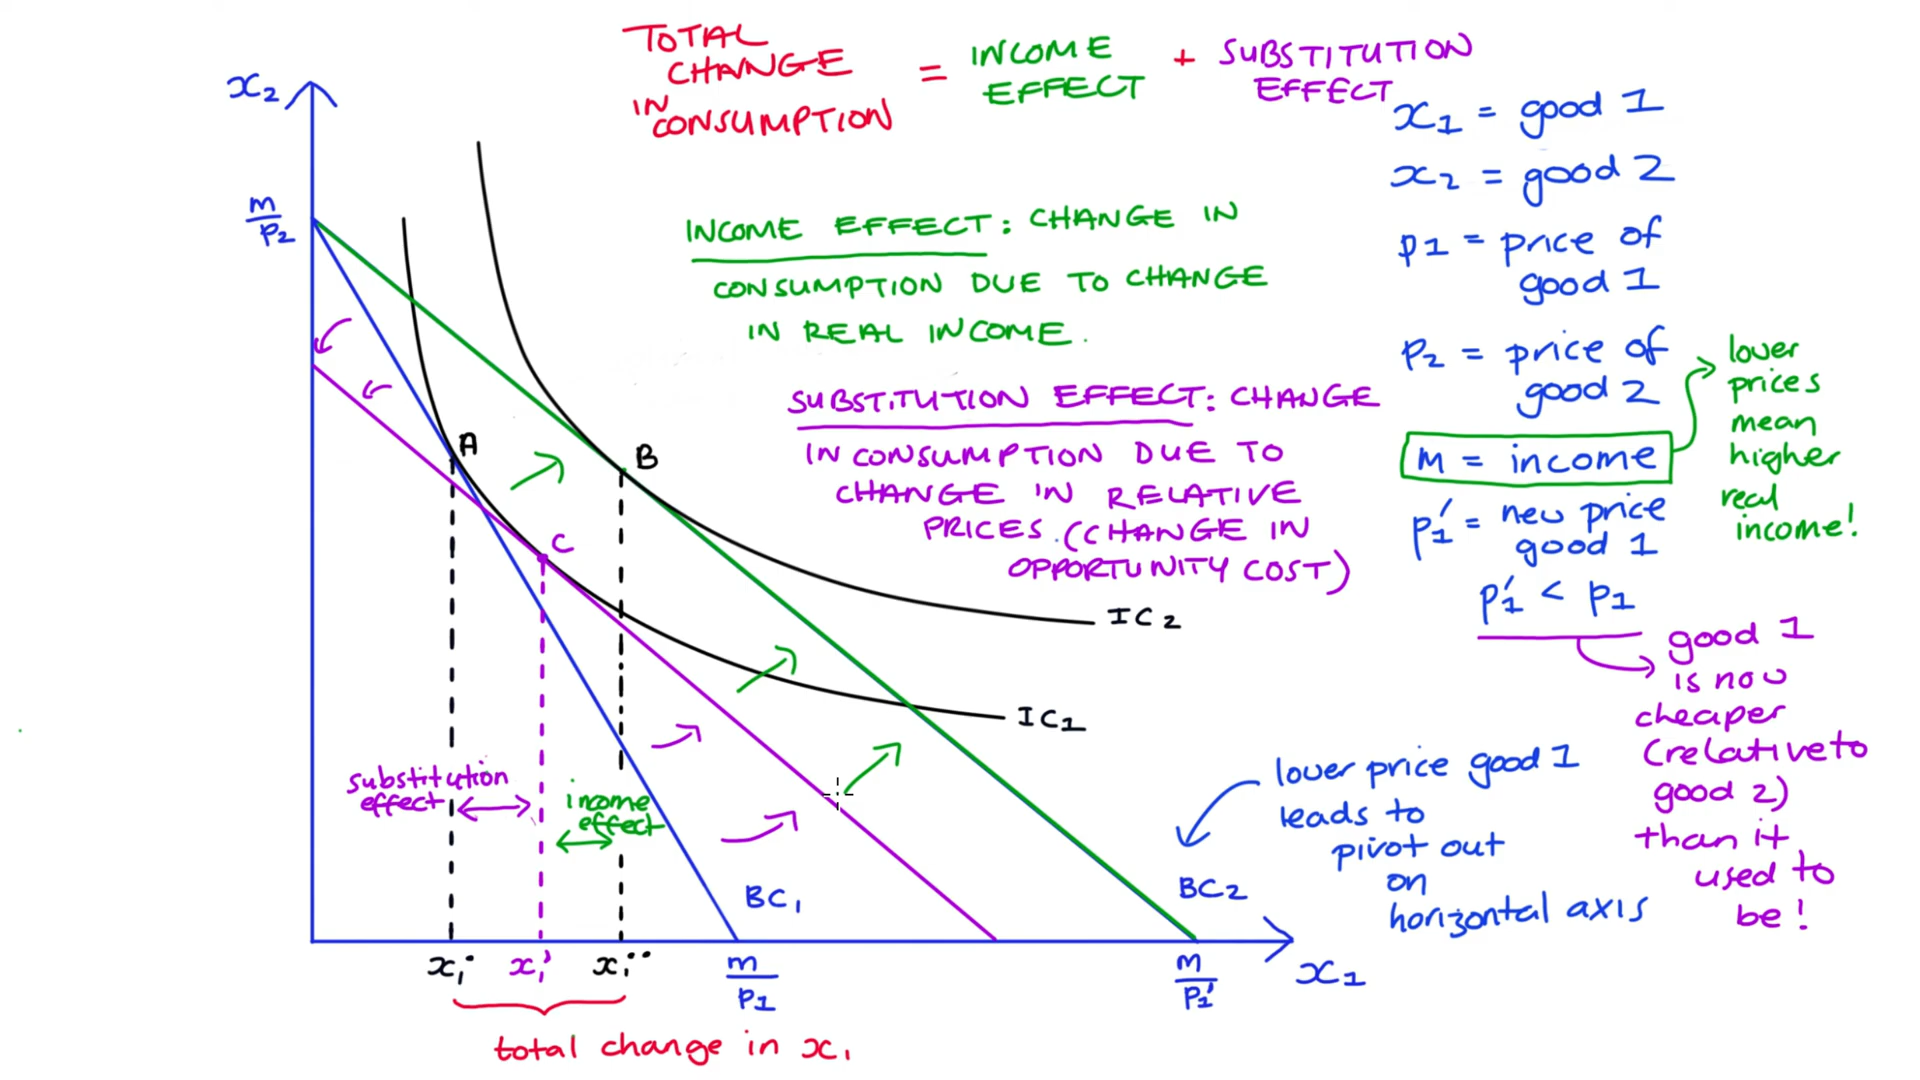 TOTAL
CHANGE
IN
CONSUMPTION
=
INCOME
EFFECT
+
SUBSTITUTION
EFFECT
x₂
m
p₂
INCOME EFFECT: CHANGE IN
CONSUMPTION DUE TO CHANGE
IN REAL INCOME.
SUBSTITUTION EFFECT: CHANGE
IN CONSUMPTION DUE TO
CHANGE IN RELATIVE
PRICES. (CHANGE IN
OPPORTUNITY COST)
x₁ = good 1
x₂ = good 2
p1 = price of
good 1
p₂ = price of
good 2
m = income
lower
prices
mean
higher
real
income!
p₁' = new price
good 1
p₁' < p₁
good 1
is now
cheaper
(relative to
good 2)
than it
used to
be!
A
B
C
IC₂
IC₁
substitution
effect
income
effect
BC₁
BC₂
lower price good 1
leads to
pivot out
on
horizontal axis
x₁·
x₁'
x₁··
m
p₁
m
p₁'
x₁
total change in x₁